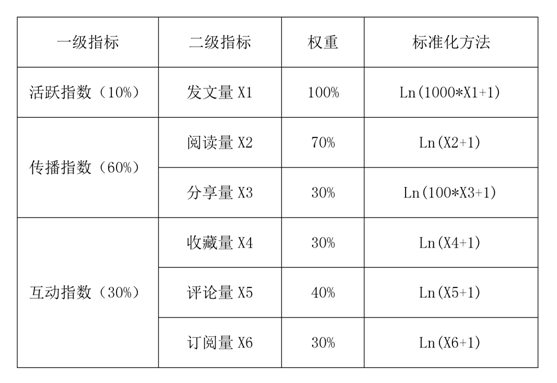 一级指标 二级指标 权重 标准化方法
活跃指数（10%） 发文量 X1 100% Ln(1000*X1+1)
传播指数（60%） 阅读量 X2 70% Ln(X2+1)
分享量 X3 30% Ln(100*X3+1)
互动指数（30%） 收藏量 X4 30% Ln(X4+1)
评论量 X5 40% Ln(X5+1)
订阅量 X6 30% Ln(X6+1)